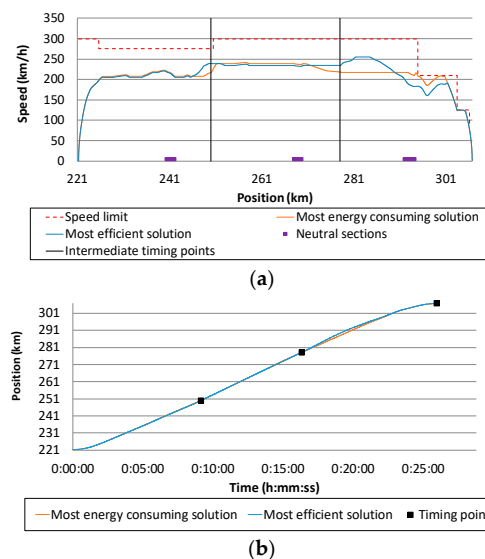 350
300
250
200
150
100
50
0
Speed (km/h)
221 241 261 281 301
Position (km)
Speed limit Most energy consuming solution
Most efficient solution Neutral sections
Intermediate timing points
(a)
301
291
281
271
261
251
241
231
221
Position (km)
0:00:00 0:05:00 0:10:00 0:15:00 0:20:00 0:25:00
Time (h:mm:ss)
Most energy consuming solution Most efficient solution Timing point
(b)